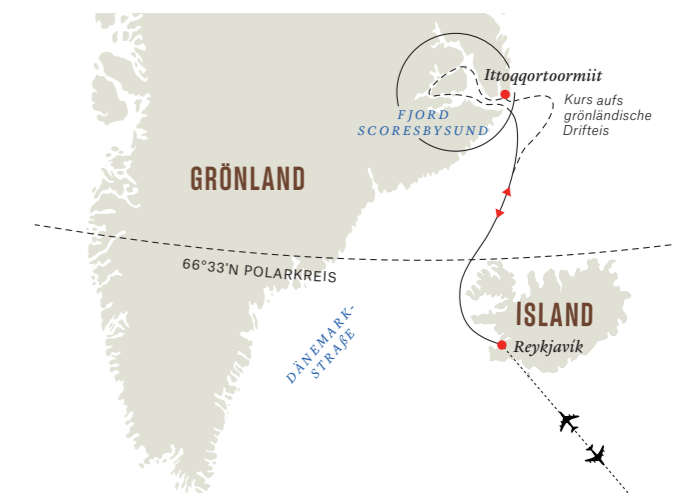 Ittoqqortoormiit
Kurs aufs
grönländische
Drifteis
FJORD
SCORESBYSUND
GRÖNLAND
66°33'N POLARKREIS
ISLAND
DÄNEMARK-
STRAßE
Reykjavík